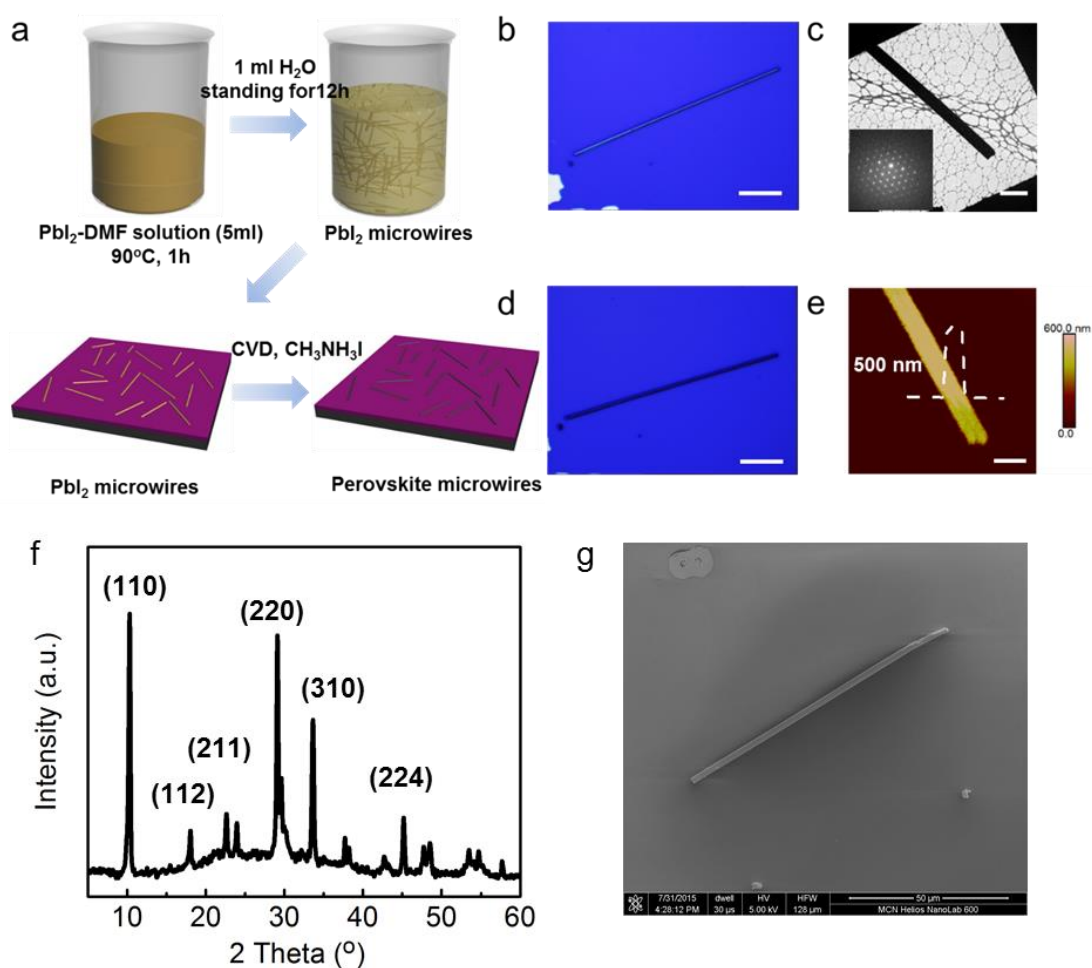 a
1 ml H₂O
standing for12h
PbI₂-DMF solution (5ml)
90°C, 1h
PbI₂ microwires
CVD, CH₃NH₃I
PbI₂ microwires
Perovskite microwires
b
c
d
e
500 nm
600.0 nm
0.0
f
(110)
(112)
(211)
(220)
(310)
(224)
Intensity (a.u.)
10 20 30 40 50 60
2 Theta (°)
g
7/31/2015 dwell HV HFW 50 µm
4:28:12 PM 30 µs 5.00 kV 128 µm MCN Helios NanoLab 600